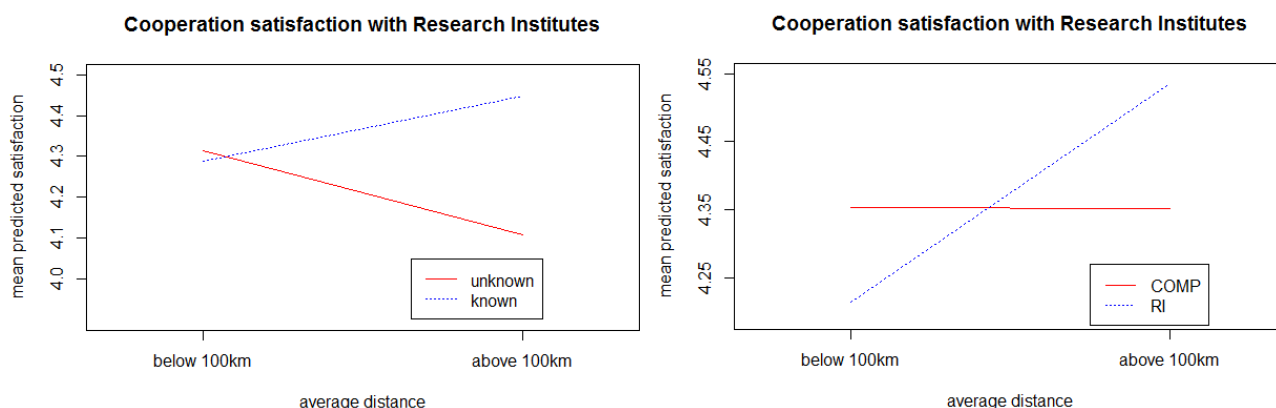 Cooperation satisfaction with Research Institutes
mean predicted satisfaction
4.5
4.4
4.3
4.2
4.1
4.0
unknown
known
below 100km
above 100km
average distance
Cooperation satisfaction with Research Institutes
mean predicted satisfaction
4.55
4.45
4.35
4.25
COMP
RI
below 100km
above 100km
average distance